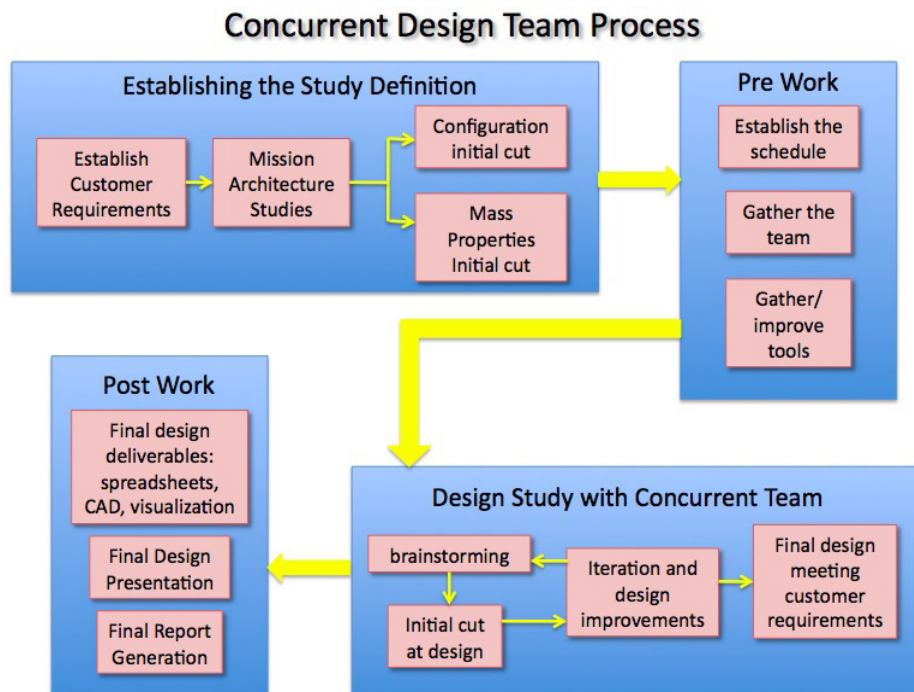 Concurrent Design Team Process
Establishing the Study Definition
Establish
Customer
Requirements
Mission
Architecture
Studies
Configuration
initial cut
Mass
Properties
Initial cut
Pre Work
Establish the
schedule
Gather the
team
Gather/
improve
tools
Design Study with Concurrent Team
brainstorming
Initial cut
at design
Iteration and
design
improvements
Final design
meeting
customer
requirements
Post Work
Final design
deliverables:
spreadsheets,
CAD, visualization
Final Design
Presentation
Final Report
Generation